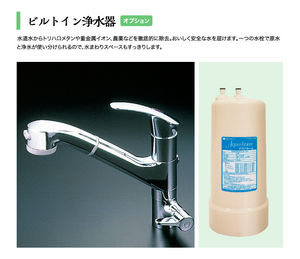 ビルトイン浄水器 オプション
水道水からトリハロメタンや重金属イオン、農薬などを徹底的に除去。おいしく安全な水を届けます。一つの水栓で原水
と浄水が使い分けられるので、水まわりスペースもすっきりします。